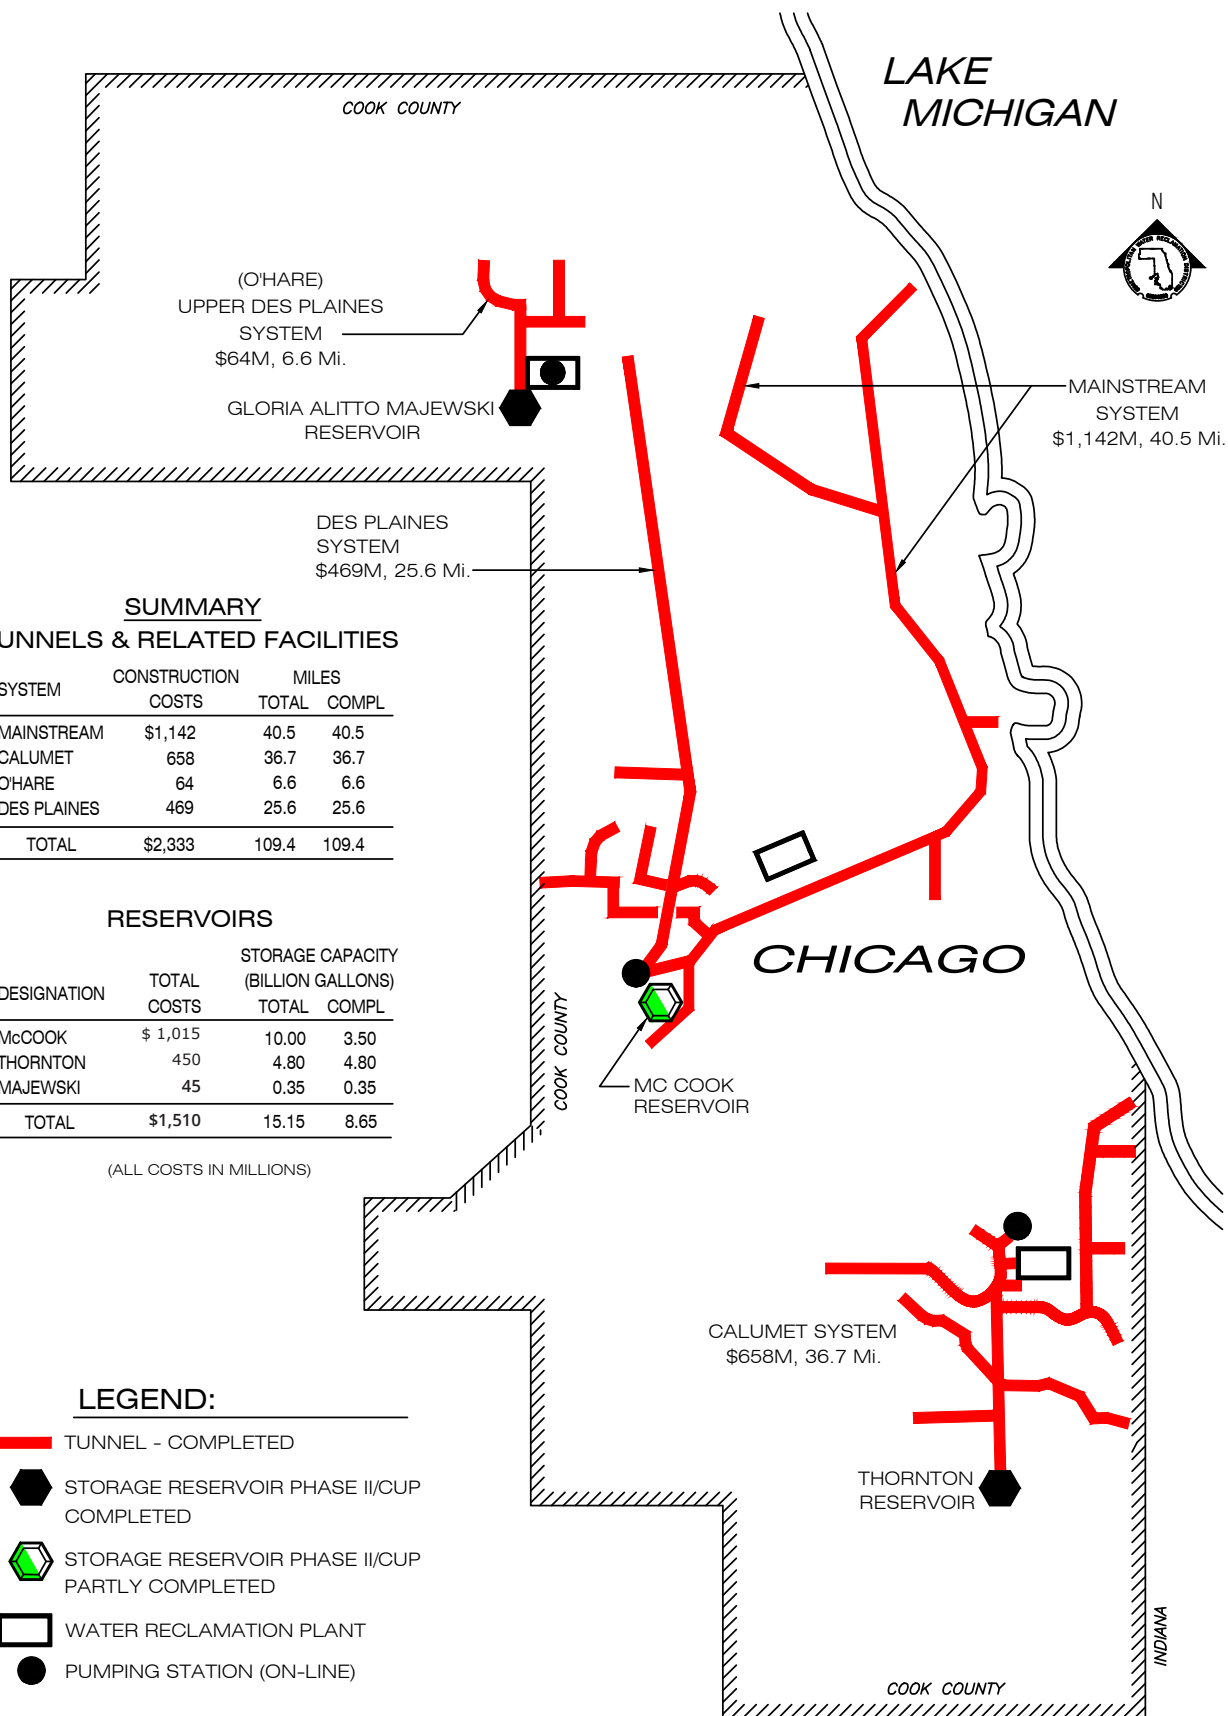 LAKE
MICHIGAN
COOK COUNTY
N
(O'HARE)
UPPER DES PLAINES
SYSTEM
$64M, 6.6 Mi.
GLORIA ALITTO MAJEWSKI
RESERVOIR
MAINSTREAM
SYSTEM
$1,142M, 40.5 Mi.
DES PLAINES
SYSTEM
$469M, 25.6 Mi.
SUMMARY
UNNELS & RELATED FACILITIES
SYSTEM CONSTRUCTION COSTS MILES TOTAL COMPL
MAINSTREAM $1,142 40.5 40.5
CALUMET 658 36.7 36.7
O'HARE 64 6.6 6.6
DES PLAINES 469 25.6 25.6
TOTAL $2,333 109.4 109.4
RESERVOIRS
DESIGNATION TOTAL COSTS STORAGE CAPACITY (BILLION GALLONS) TOTAL COMPL
McCOOK $ 1,015 10.00 3.50
THORNTON 450 4.80 4.80
MAJEWSKI 45 0.35 0.35
TOTAL $1,510 15.15 8.65
(ALL COSTS IN MILLIONS)
CHICAGO
COOK COUNTY
MC COOK
RESERVOIR
CALUMET SYSTEM
$658M, 36.7 Mi.
THORNTON
RESERVOIR
LEGEND:
TUNNEL - COMPLETED
STORAGE RESERVOIR PHASE II/CUP
COMPLETED
STORAGE RESERVOIR PHASE II/CUP
PARTLY COMPLETED
WATER RECLAMATION PLANT
PUMPING STATION (ON-LINE)
INDIANA
COOK COUNTY